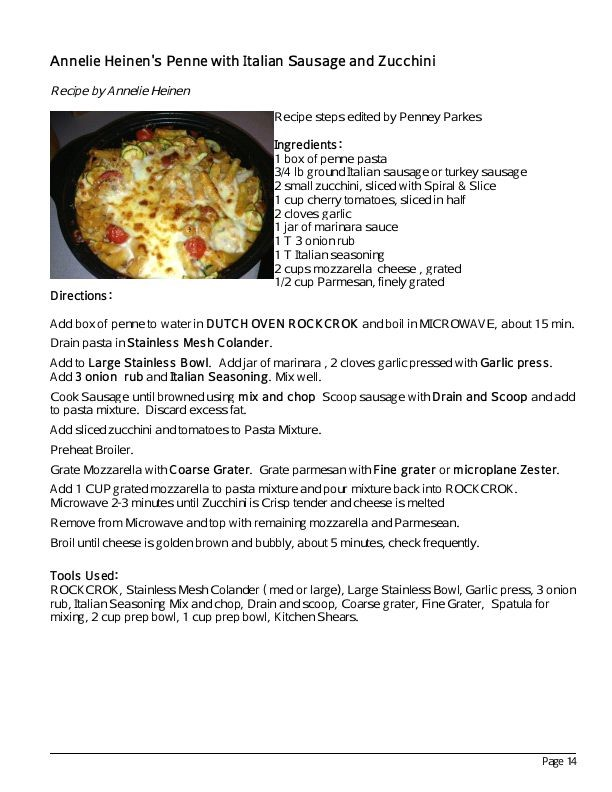 Annelie Heinen's Penne with Italian Sausage and Zucchini
Recipe by Annelie Heinen
Recipe steps edited by Penney Parkes
Ingredients:
1 box of penne pasta
3/4 lb ground Italian sausage or turkey sausage
2 small zucchini, sliced with Spiral & Slice
1 cup cherry tomatoes, sliced in half
2 cloves garlic
1 jar of marinara sauce
1 T 3 onion rub
1 T Italian seasoning
2 cups mozzarella cheese , grated
1/2 cup Parmesan, finely grated
Directions:
Add box of penne to water in DUTCH OVEN ROCKCROK and boil in MICROWAVE, about 15 min.
Drain pasta in Stainless Mesh Colander.
Add to Large Stainless Bowl. Add jar of marinara , 2 cloves garlic pressed with Garlic press.
Add 3 onion rub and Italian Seasoning. Mix well.
Cook Sausage until browned using mix and chop Scoop sausage with Drain and Scoop and add
to pasta mixture. Discard excess fat.
Add sliced zucchini and tomatoes to Pasta Mixture.
Preheat Broiler.
Grate Mozzarella with Coarse Grater. Grate parmesan with Fine grater or microplane Zester.
Add 1 CUP grated mozzarella to pasta mixture and pour mixture back into ROCKCROK.
Microwave 2-3 minutes until Zucchini is Crisp tender and cheese is melted
Remove from Microwave and top with remaining mozzarella and Parmesean.
Broil until cheese is golden brown and bubbly, about 5 minutes, check frequently.
Tools Used:
ROCKCROK, Stainless Mesh Colander ( med or large), Large Stainless Bowl, Garlic press, 3 onion
rub, Italian Seasoning Mix and chop, Drain and scoop, Coarse grater, Fine Grater, Spatula for
mixing, 2 cup prep bowl, 1 cup prep bowl, Kitchen Shears.
Page 14